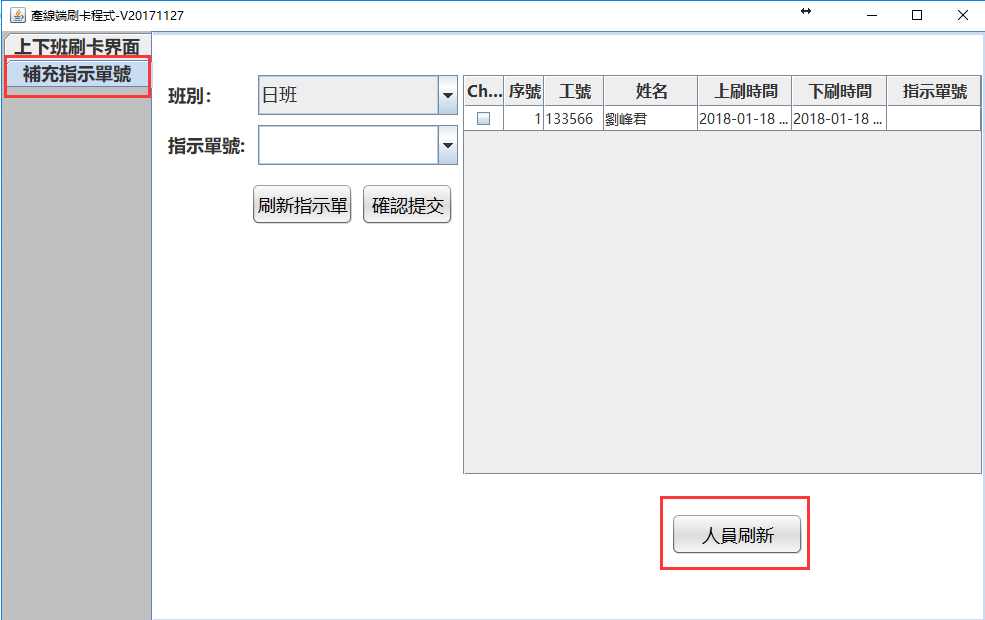 產線端刷卡程式-V20171127
上下班刷卡界面
補充指示單號
班別：
日班
指示單號:
刷新指示單
確認提交
Ch... 序號 工號 姓名 上刷時間 下刷時間 指示單號
1 133566 劉峰君 2018-01-18 ... 2018-01-18 ...
人員刷新